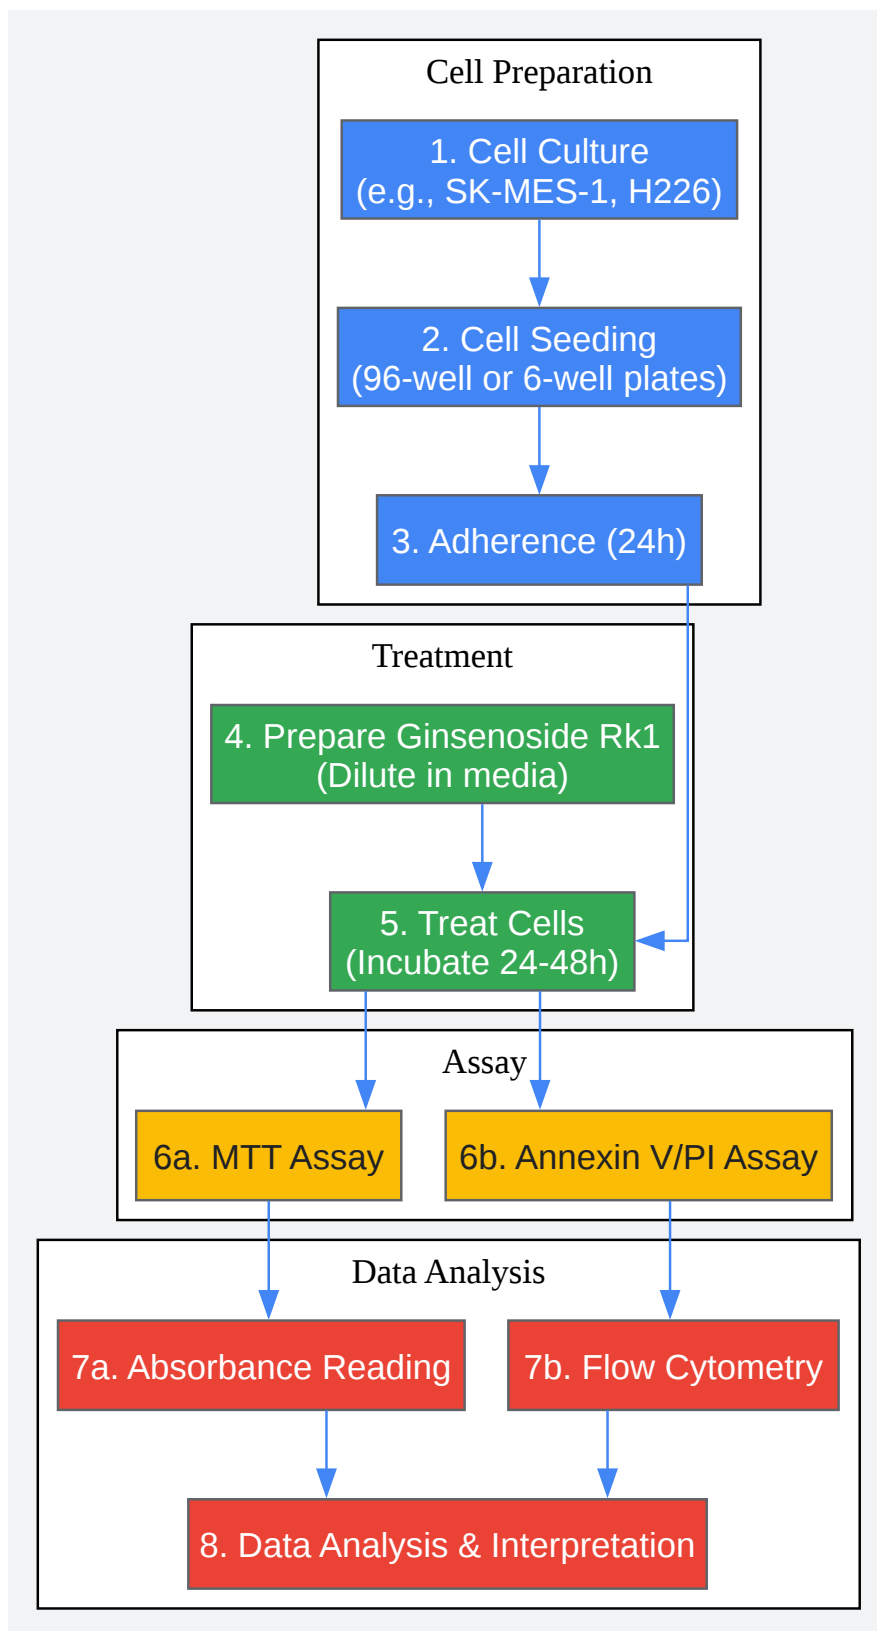 Cell Preparation
1. Cell Culture
(e.g., SK-MES-1, H226)
2. Cell Seeding
(96-well or 6-well plates)
3. Adherence (24h)
Treatment
4. Prepare Ginsenoside Rk1
(Dilute in media)
5. Treat Cells
(Incubate 24-48h)
Assay
6a. MTT Assay
6b. Annexin V/PI Assay
Data Analysis
7a. Absorbance Reading
7b. Flow Cytometry
8. Data Analysis & Interpretation